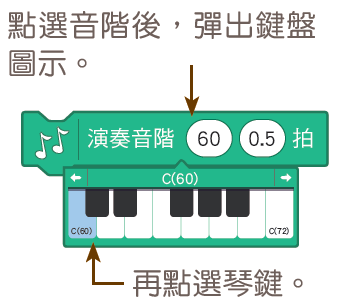 點選音階後，彈出鍵盤
圖示。
演奏音階 60 0.5 拍
C(60)
C(60) C(72)
再點選琴鍵。